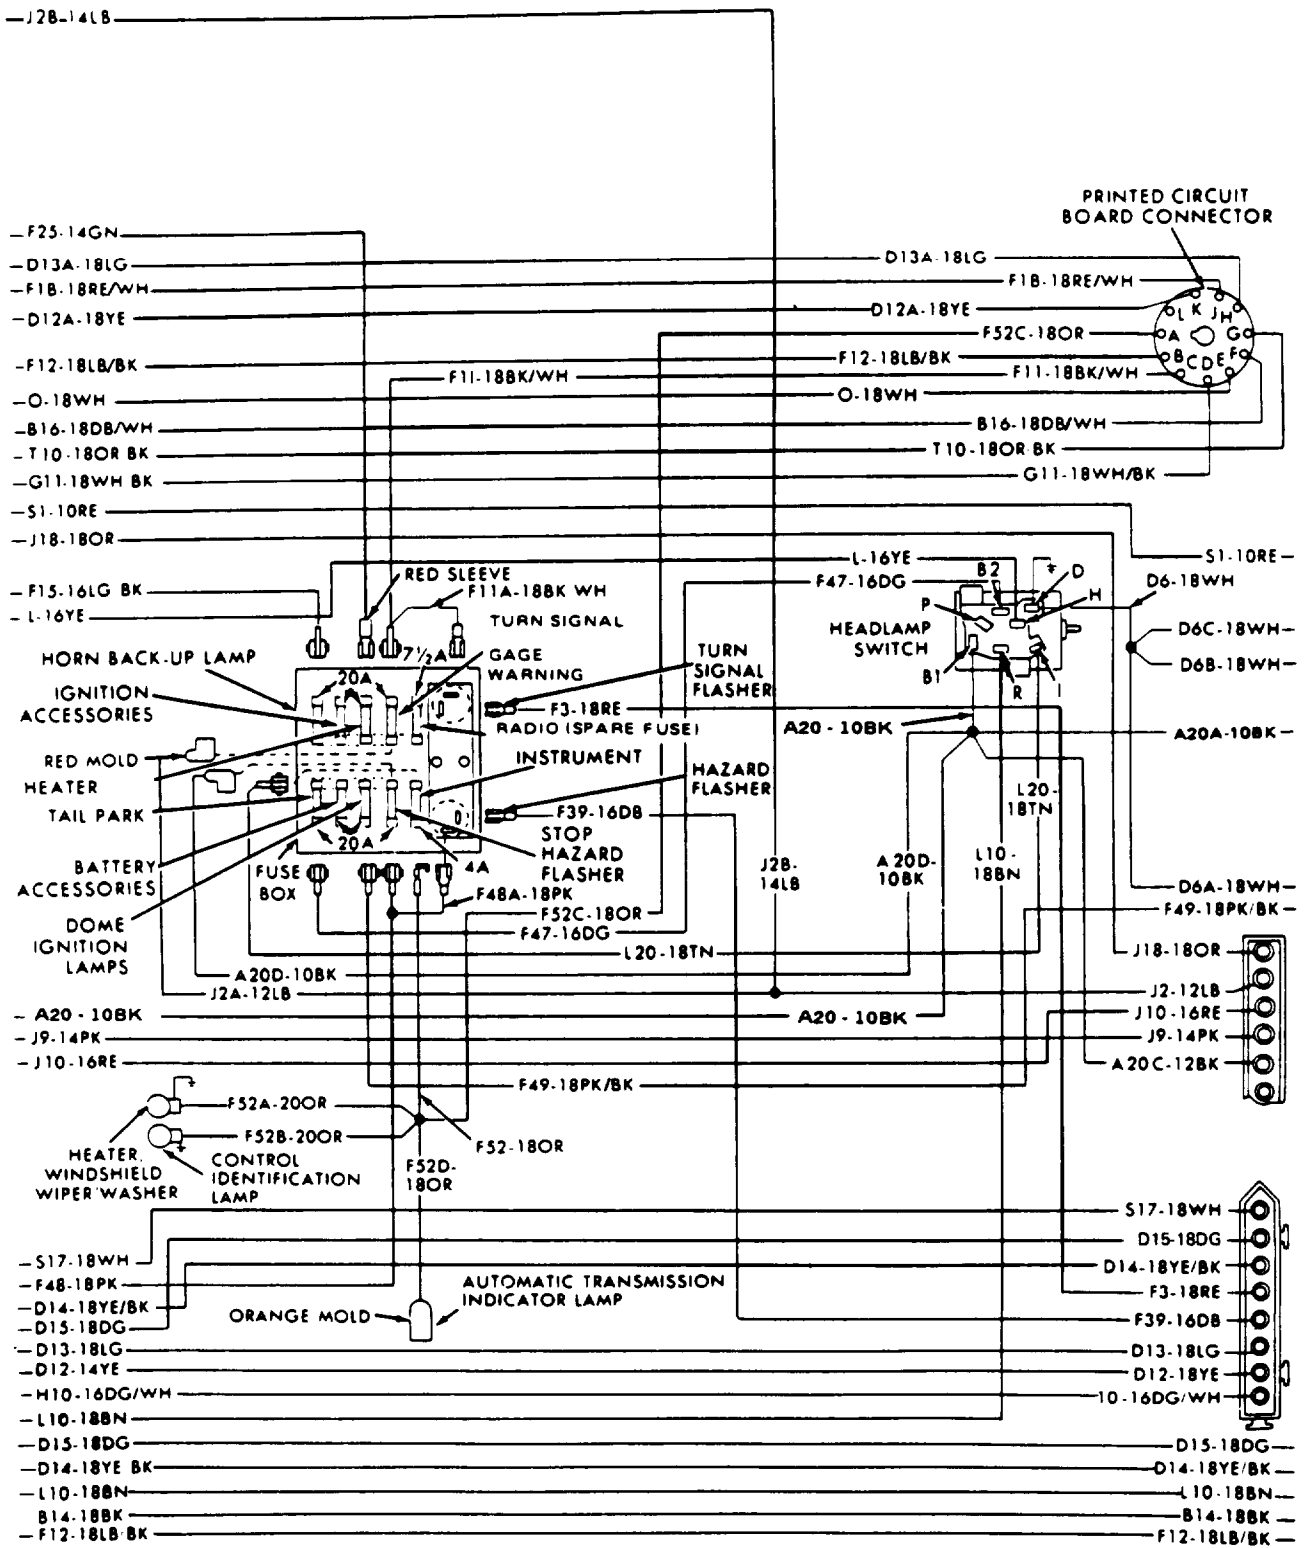 J2B-14LB
PRINTED CIRCUIT
BOARD CONNECTOR
F25-14GN
D13A-18LG
D13A-18LG
F1B-18RE/WH
F1B-18RE/WH
D12A-18YE
D12A-18YE
F52C-18OR
L K J H
A G
B C D E F
F12-18LB/BK
F12-18LB/BK
F11-18BK/WH
F11-18BK/WH
O-18WH
O-18WH
B16-18DB/WH
B16-18DB/WH
T10-18OR BK
T10-18OR BK
G11-18WH BK
G11-18WH/BK
S1-10RE
J18-18OR
L-16YE
S1-10RE
F15-16LG BK
RED SLEEVE
F11A-18BK WH
F47-16DG
B2
D
D6-18WH
H
P
L-16YE
TURN SIGNAL
HEADLAMP
SWITCH
D6C-18WH
D6B-18WH
B1
R
I
HORN BACK-UP LAMP
7½A
GAGE
WARNING
TURN
SIGNAL
FLASHER
20A
IGNITION
ACCESSORIES
F3-18RE
RADIO (SPARE FUSE)
A20 - 10BK
A20A-10BK
RED MOLD
INSTRUMENT
HEATER
HAZARD
FLASHER
L20-
18TN
TAIL PARK
F39-16DB
20A
STOP
HAZARD
FLASHER
BATTERY
ACCESSORIES
FUSE
BOX
4A
J2B-
14LB
A20D-
10BK
L10-
18BN
F48A-18PK
D6A-18WH
DOME
IGNITION
LAMPS
F52C-18OR
F49-18PK/BK
F47-16DG
L20-18TN
J18-18OR
A20D-10BK
J2A-12LB
J2-12LB
A20 - 10BK
A20 - 10BK
J10-16RE
J9-14PK
J9-14PK
J10-16RE
A20C-12BK
F49-18PK/BK
F52A-20OR
F52B-20OR
F52-18OR
HEATER,
WINDSHIELD
WIPER WASHER
CONTROL
IDENTIFICATION
LAMP
F52D-
18OR
S17-18WH
D15-18DG
S17-18WH
D14-18YE/BK
F48-18PK
AUTOMATIC TRANSMISSION
INDICATOR LAMP
F3-18RE
D14-18YE/BK
ORANGE MOLD
F39-16DB
D15-18DG
D13-18LG
D13-18LG
D12-14YE
D12-18YE
H10-16DG/WH
10-16DG/WH
L10-18BN
D15-18DG
D15-18DG
D14-18YE BK
D14-18YE/BK
L10-18BN
L10-18BN
B14-18BK
B14-18BK
F12-18LB BK
F12-18LB/BK